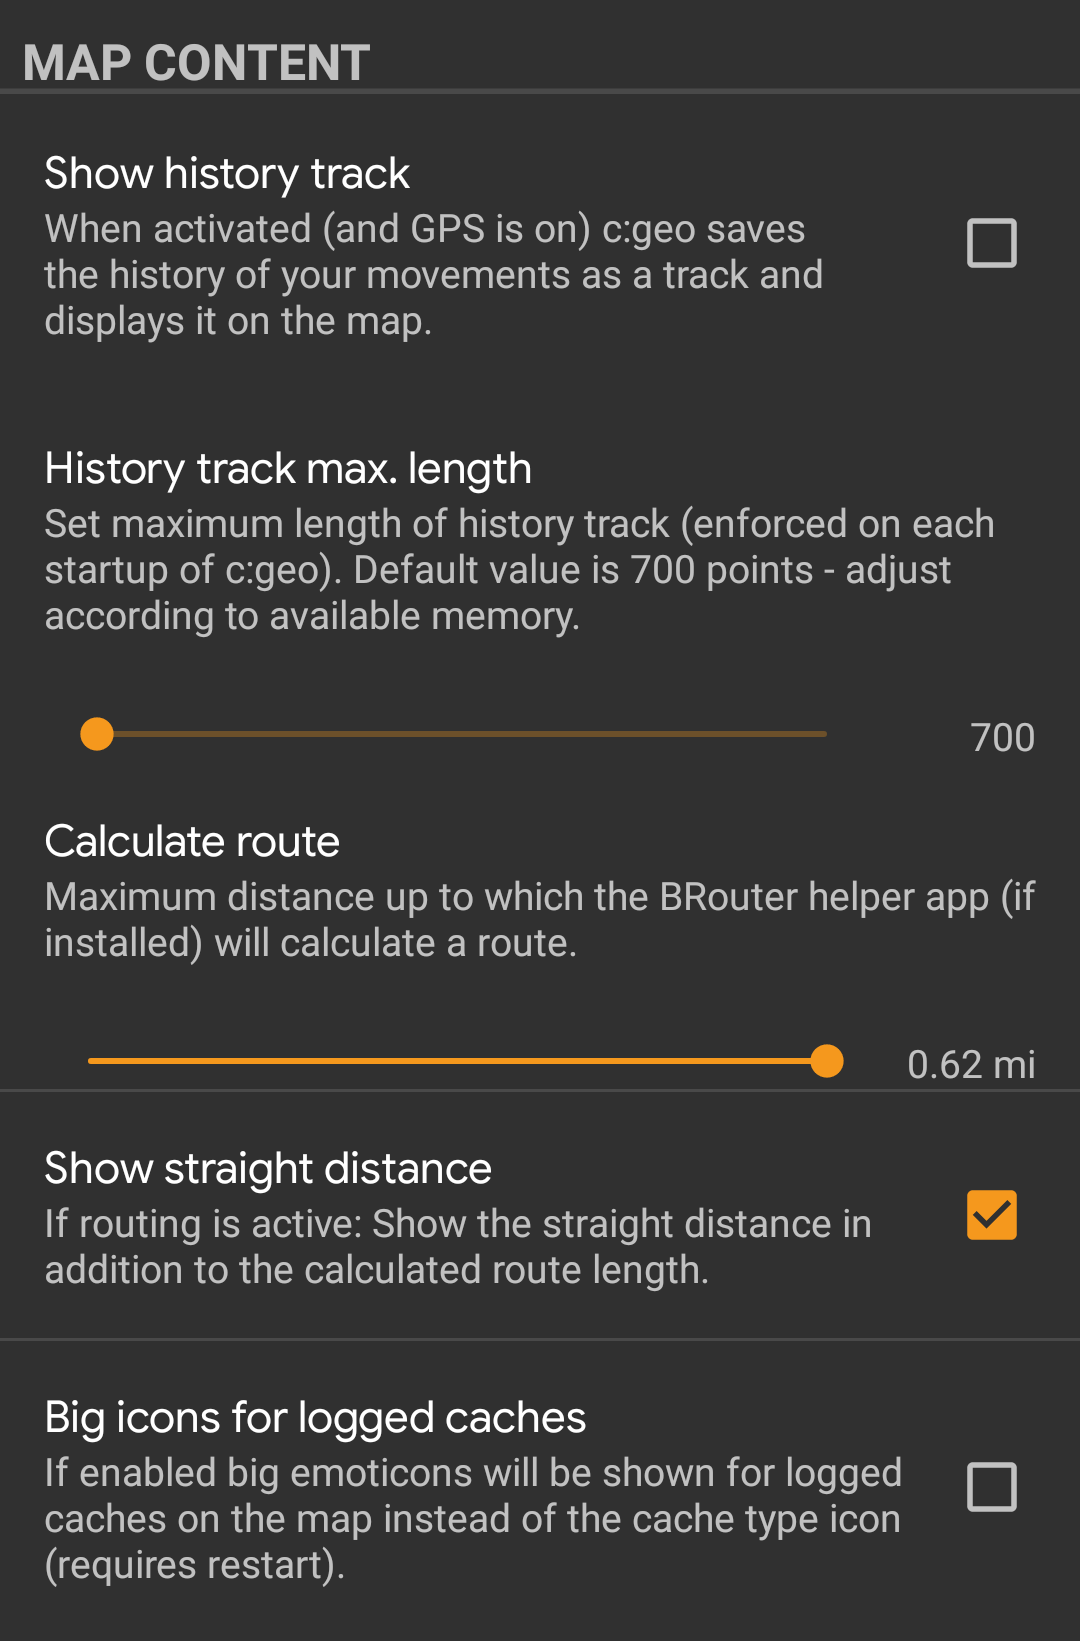 MAP CONTENT
Show history track
When activated (and GPS is on) c:geo saves
the history of your movements as a track and
displays it on the map.
History track max. length
Set maximum length of history track (enforced on each
startup of c:geo). Default value is 700 points - adjust
according to available memory.
700
Calculate route
Maximum distance up to which the BRouter helper app (if
installed) will calculate a route.
0.62 mi
Show straight distance
If routing is active: Show the straight distance in
addition to the calculated route length.
Big icons for logged caches
If enabled big emoticons will be shown for logged
caches on the map instead of the cache type icon
(requires restart).